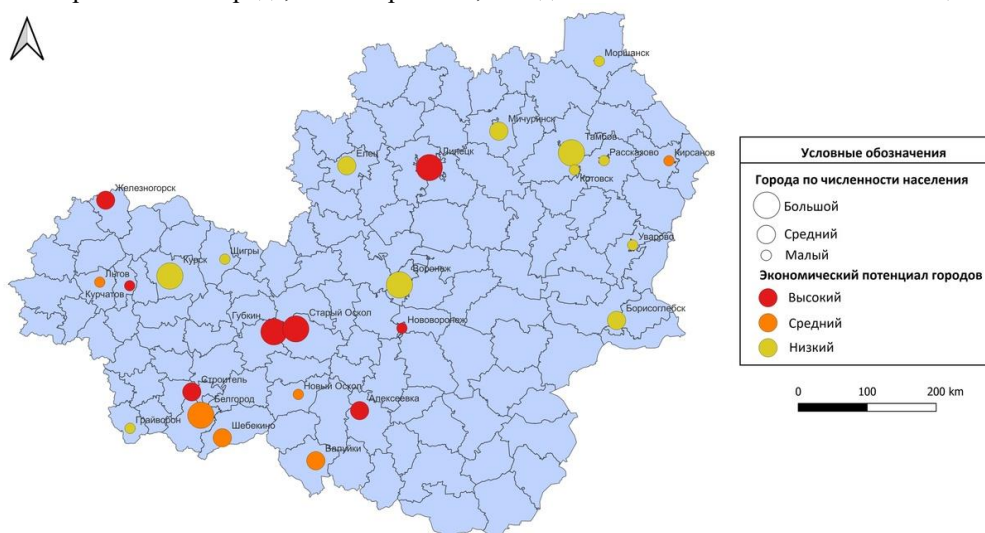 Моршанск
Мичуринск
Тамбов
Рассказово
Кирсанов
Котовск
Елец
Липецк
Железногорск
Уварово
Щигры
Курск
Льгов
Курчатов
Воронеж
Борисоглебск
Губкин
Старый Оскол
Нововоронеж
Строитель
Белгород
Новый Оскол
Алексеевка
Грайворон
Шебекино
Валуйки
Условные обозначения
Города по численности населения
Большой
Средний
Малый
Экономический потенциал городов
Высокий
Средний
Низкий
0 100 200 km